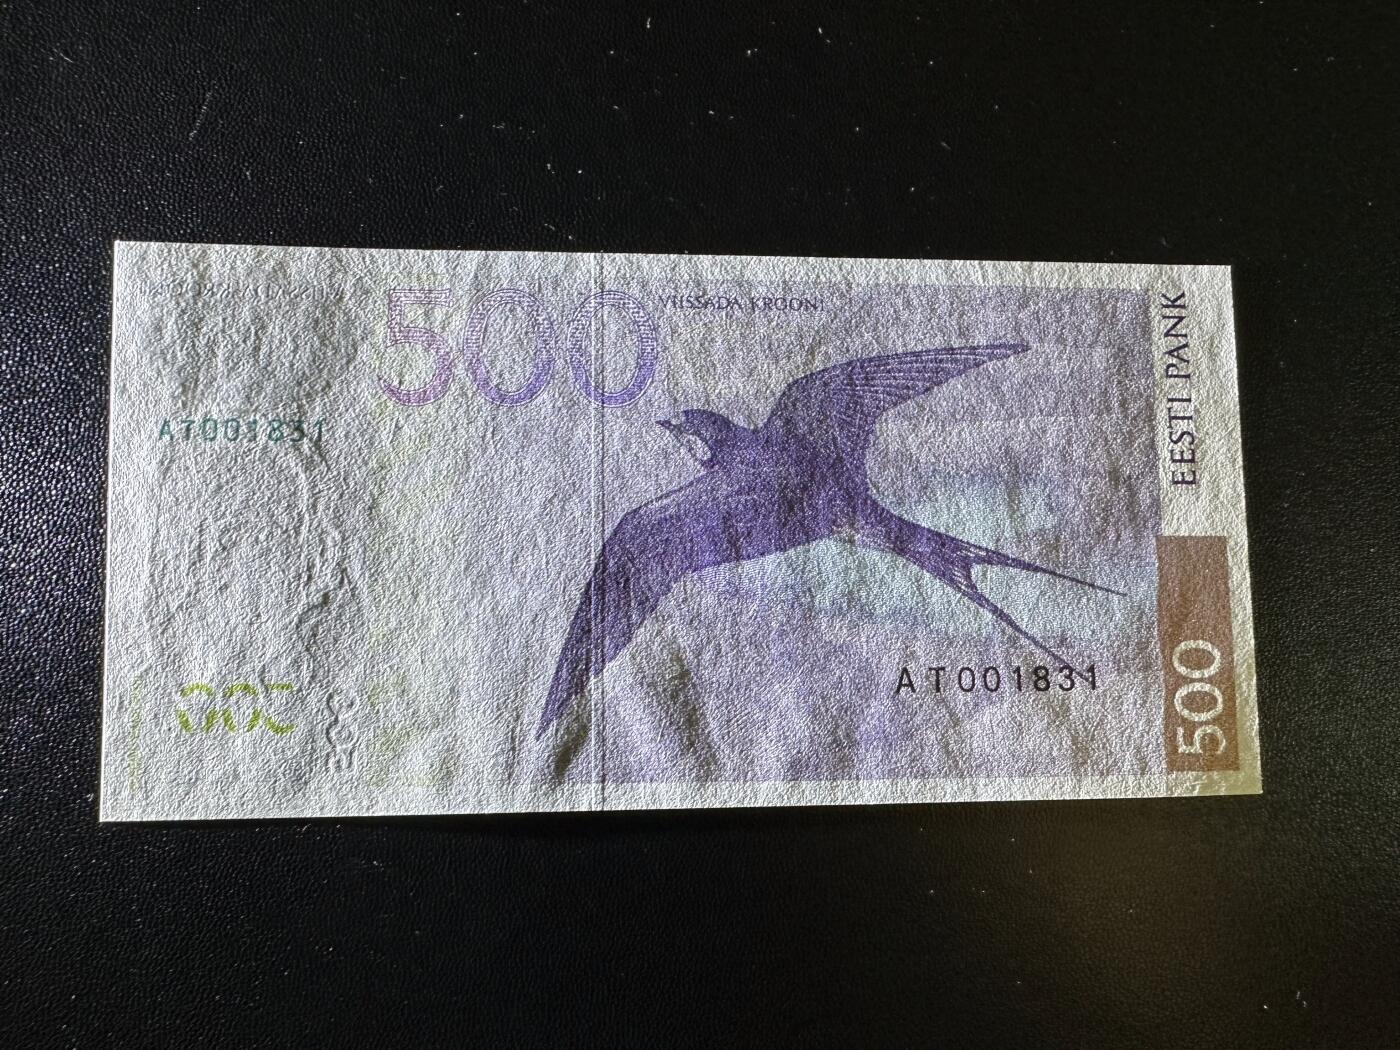 500
VIISSADA KROONI
AT001831
AT001831
EESTI PANK
500